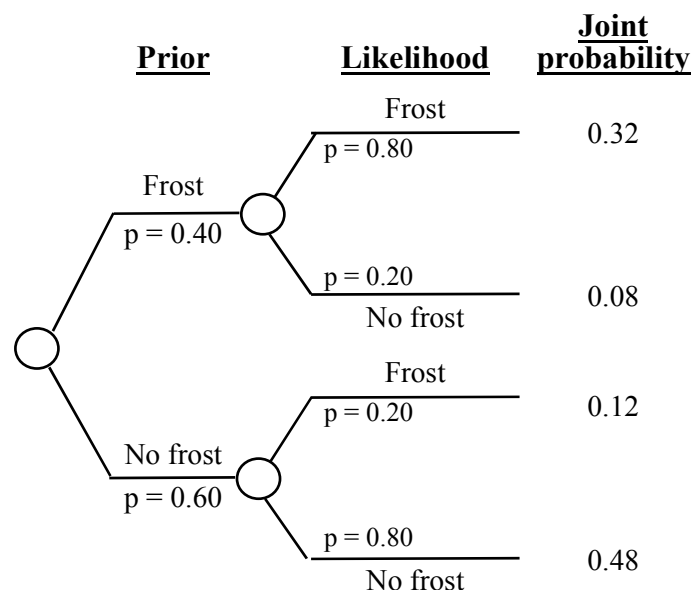 Prior
Likelihood
Joint
probability
Frost
p = 0.80
0.32
Frost
p = 0.40
p = 0.20
No frost
0.08
Frost
p = 0.20
0.12
No frost
p = 0.60
p = 0.80
No frost
0.48